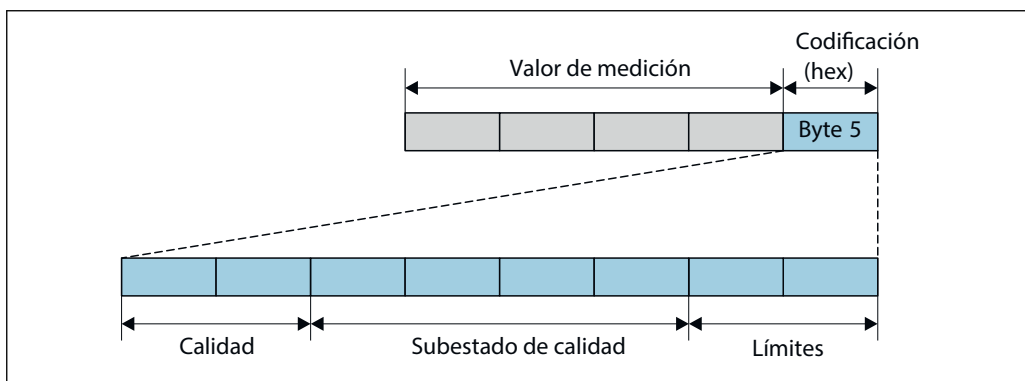 Codificación
Valor de medición
(hex)
Byte 5
Calidad
Subestado de calidad
Límites